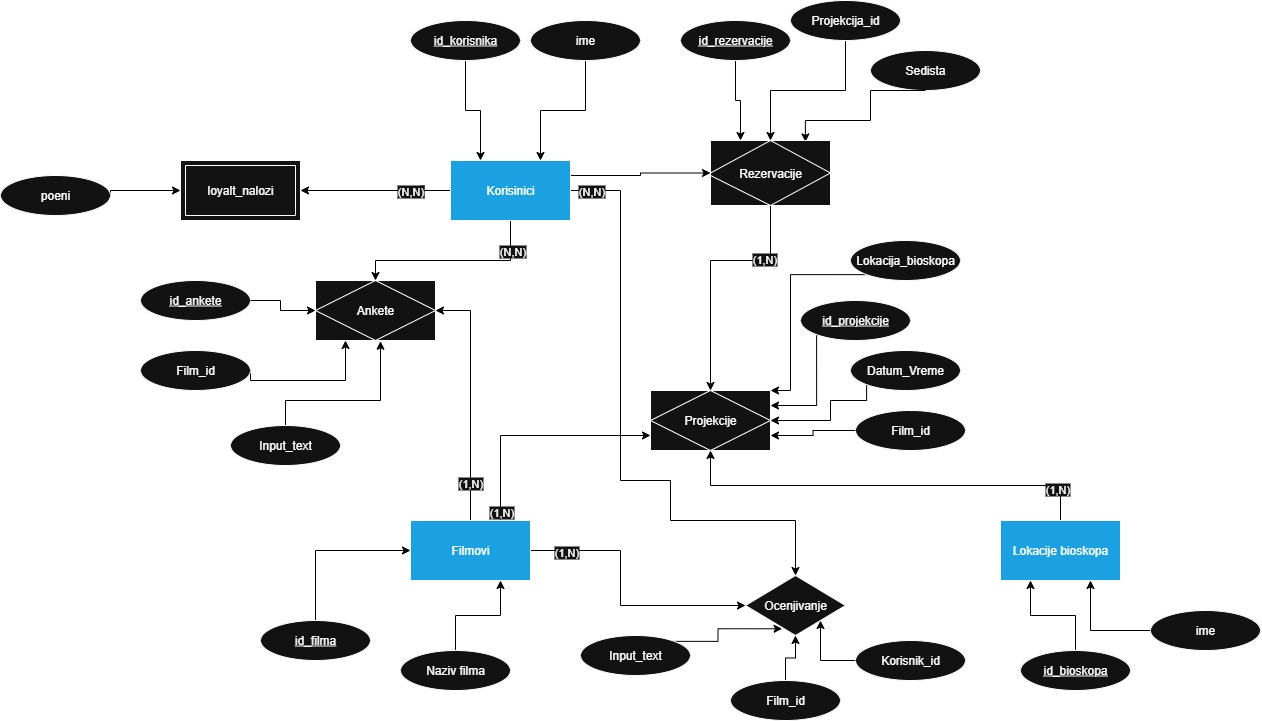 Projekcija_id
id_korisnika
ime
id_rezervacije
Sedista
Rezervacije
poeni
loyalt_nalozi
(N,N)
Korisinici
(N,N)
(N,N)
(1,N)
Lokacija_bioskopa
id_ankete
Ankete
id_projekcije
Film_id
Datum_Vreme
Projekcije
Film_id
Input_text
(1,N)
(1,N)
(1,N)
Filmovi
(1,N)
Lokacije bioskopa
Ocenjivanje
id_filma
ime
Input_text
Naziv filma
Korisnik_id
id_bioskopa
Film_id